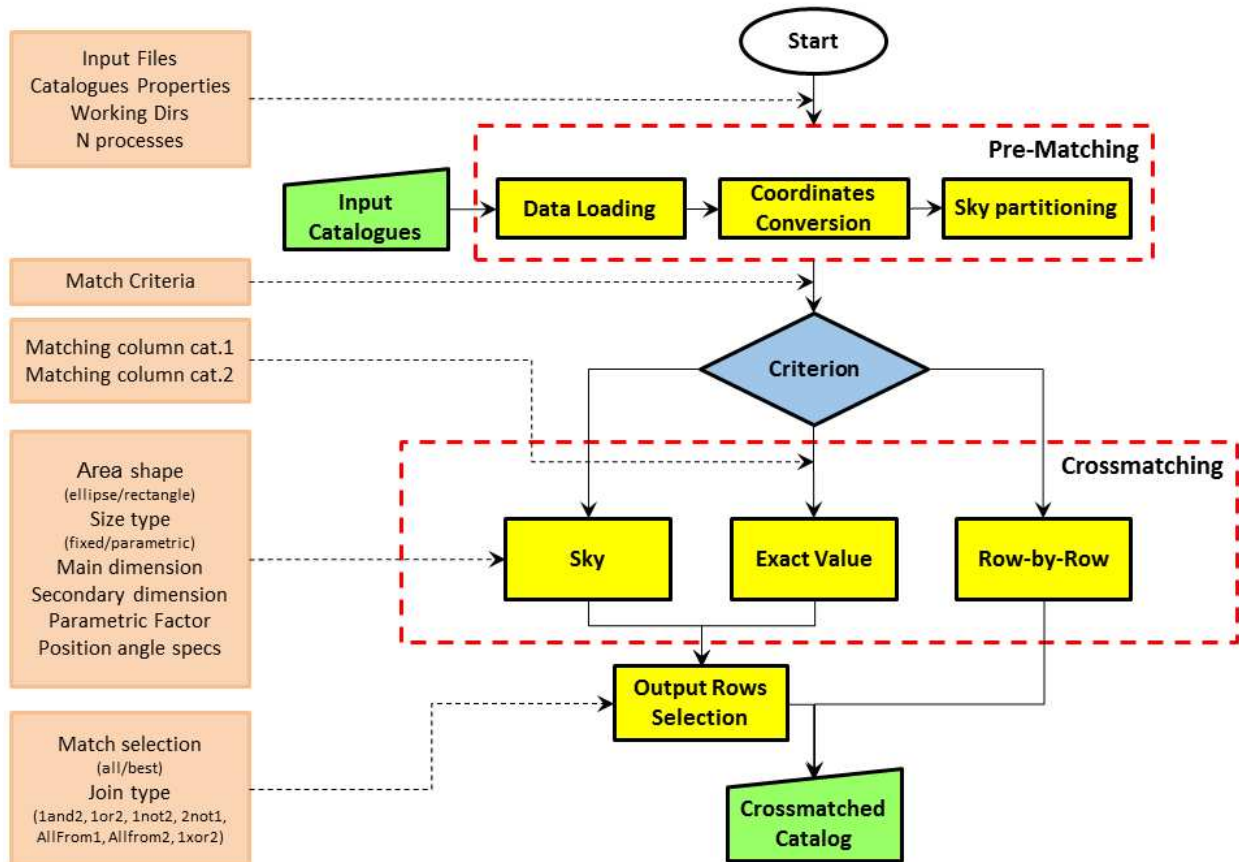 Start
Input Files
Catalogues Properties
Working Dirs
N processes
Pre-Matching
Input
Catalogues
Data Loading
Coordinates
Conversion
Sky partitioning
Match Criteria
Matching column cat.1
Matching column cat.2
Criterion
Crossmatching
Area shape
(ellipse/rectangle)
Size type
(fixed/parametric)
Main dimension
Secondary dimension
Parametric Factor
Position angle specs
Sky
Exact Value
Row-by-Row
Output Rows
Selection
Match selection
(all/best)
Join type
(1and2, 1or2, 1not2, 2not1,
AllFrom1, Allfrom2, 1xor2)
Crossmatched
Catalog